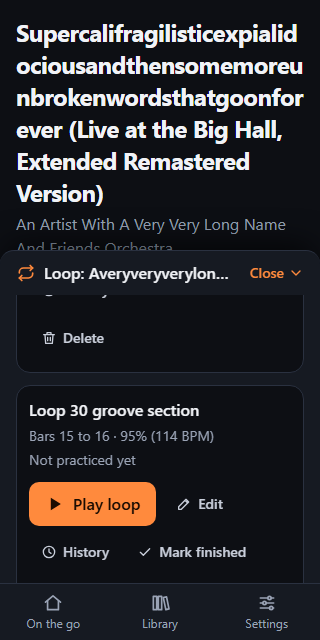 Supercalifragilisticexpialid
ociousandthensomemoreu
nbrokenwordsthatgoonfor
ever (Live at the Big Hall,
Extended Remastered
Version)
An Artist With A Very Very Long Name
And Friends Orchestra
Loop: Averyveryverylon...
Close
Delete
Loop 30 groove section
Bars 15 to 16 · 95% (114 BPM)
Not practiced yet
Play loop
Edit
History
Mark finished
On the go
Library
Settings